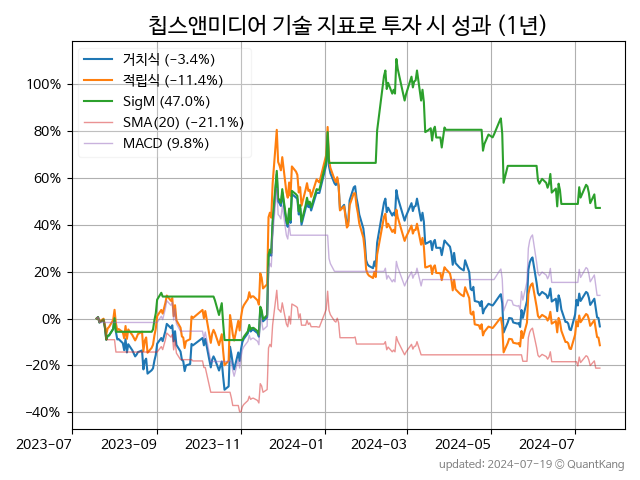 칩스앤미디어 기술 지표로 투자 시 성과 (1년)
거치식 (−3.4%)
적립식 (−11.4%)
SigM (47.0%)
SMA(20) (−21.1%)
MACD (9.8%)
100%
80%
60%
40%
20%
0%
−20%
−40%
2023-07 2023-09 2023-11 2024-01 2024-03 2024-05 2024-07
updated: 2024-07-19 © QuantKang